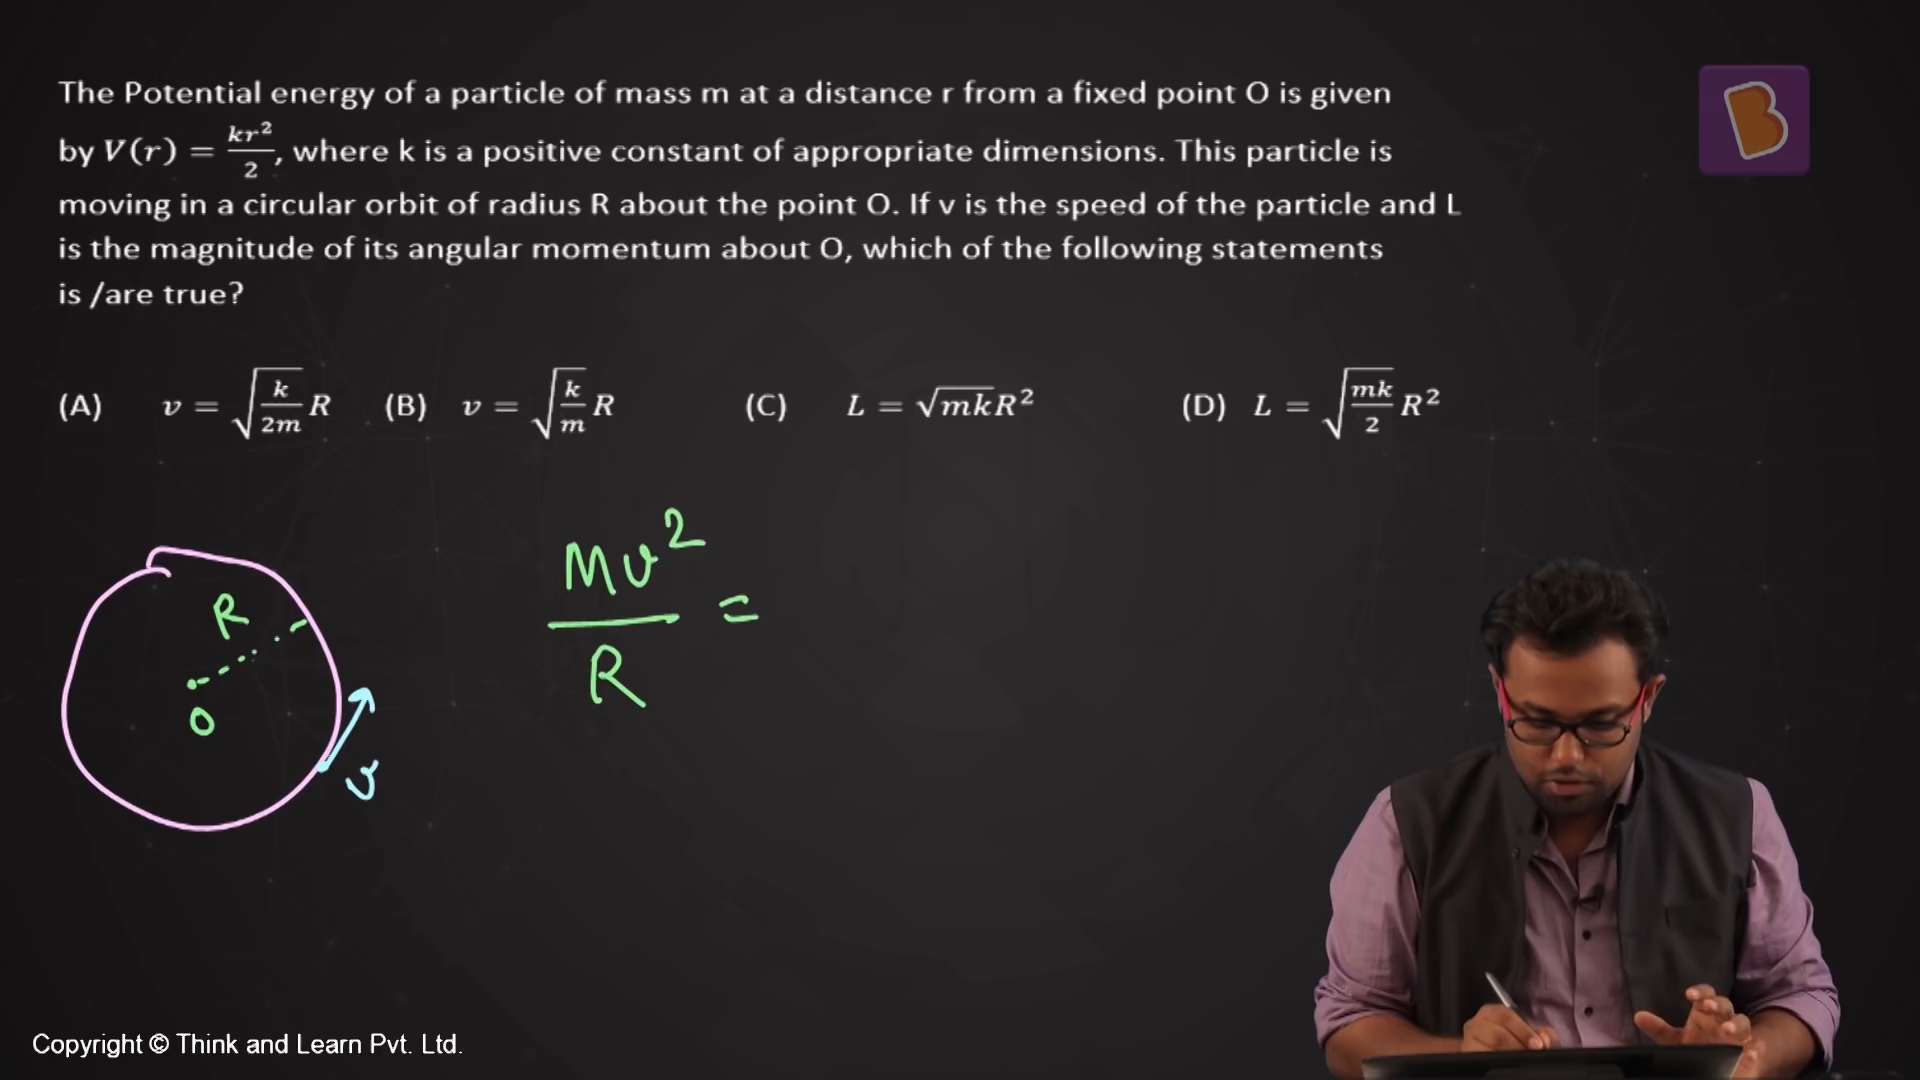 The Potential energy of a particle of mass m at a distance r from a fixed point O is given
by V(r) = kr²/2, where k is a positive constant of appropriate dimensions. This particle is
moving in a circular orbit of radius R about the point O. If v is the speed of the particle and L
is the magnitude of its angular momentum about O, which of the following statements
is /are true?
(A) v = √(k/2m) R (B) v = √(k/m) R (C) L = √mk R² (D) L = √(mk/2) R²
Mv²/R =
R
O
v
Copyright © Think and Learn Pvt. Ltd.